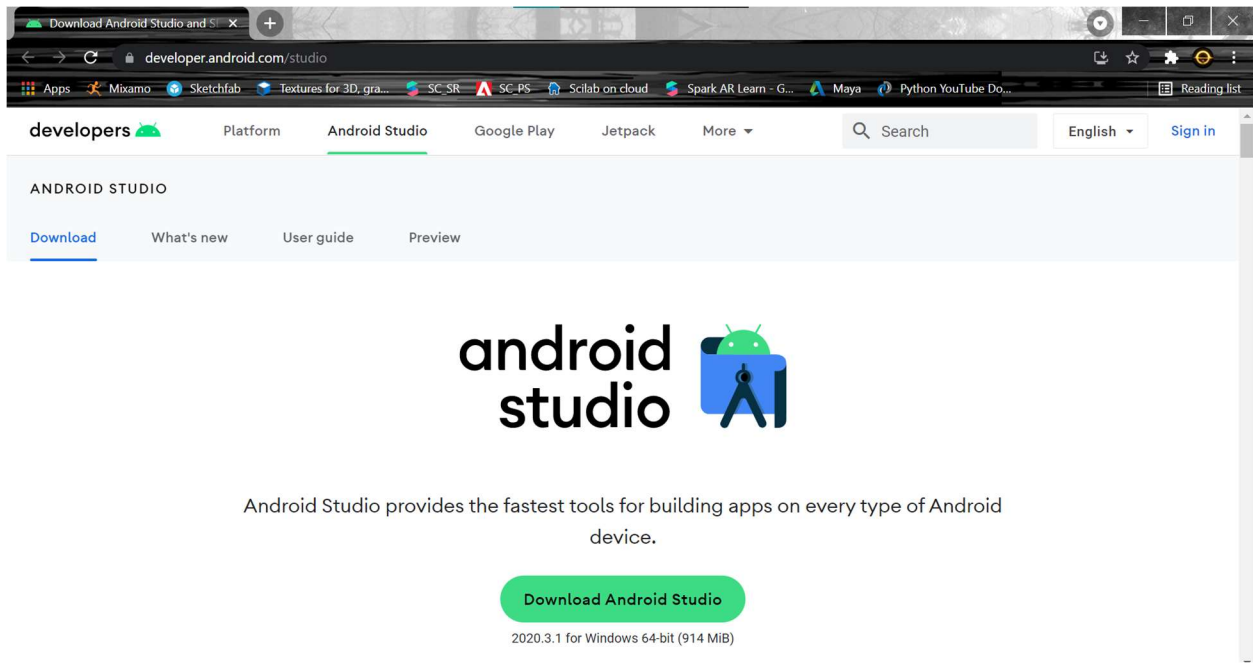 Download Android Studio and S
developer.android.com/studio
Apps Mixamo Sketchfab Textures for 3D, gra... SC_SR SC_PS Scilab on cloud Spark AR Learn - G... Maya Python YouTube Do... Reading list
developers Platform Android Studio Google Play Jetpack More Search English Sign in
ANDROID STUDIO
Download What's new User guide Preview
android
studio
Android Studio provides the fastest tools for building apps on every type of Android
device.
Download Android Studio
2020.3.1 for Windows 64-bit (914 MiB)